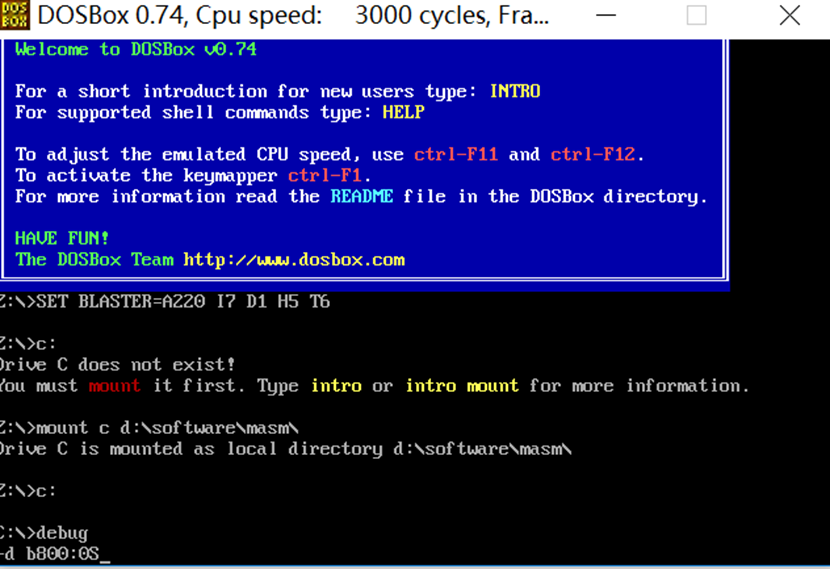 DOS
BOX
DOSBox 0.74, Cpu speed: 3000 cycles, Fra...
Welcome to DOSBox v0.74
For a short introduction for new users type: INTRO
For supported shell commands type: HELP
To adjust the emulated CPU speed, use ctrl-F11 and ctrl-F12.
To activate the keymapper ctrl-F1.
For more information read the README file in the DOSBox directory.
HAVE FUN!
The DOSBox Team http://www.dosbox.com
Z:\>SET BLASTER=A220 I7 D1 H5 T6
Z:\>c:
Drive C does not exist!
You must mount it first. Type intro or intro mount for more information.
Z:\>mount c d:\software\masm\
Drive C is mounted as local directory d:\software\masm\
Z:\>c:
C:\>debug
-d b800:0S_